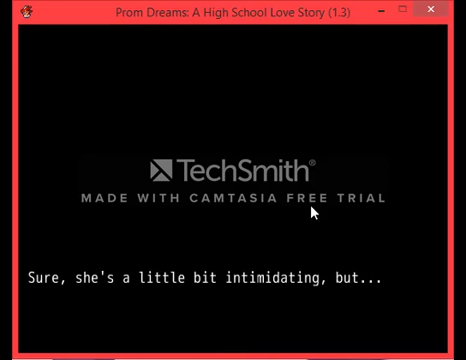 Prom Dreams: A High School Love Story (1.3)
TechSmith®
MADE WITH CAMTASIA FREE TRIAL
Sure, she's a little bit intimidating, but...